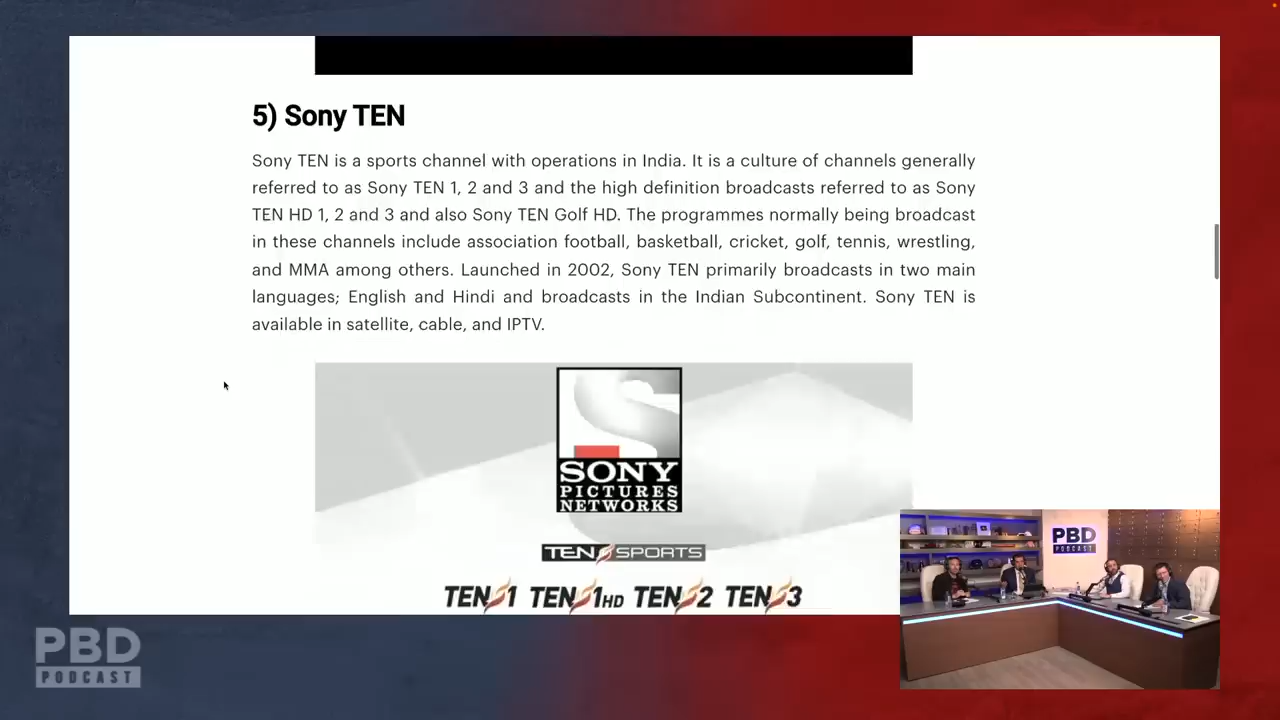 5) Sony TEN
Sony TEN is a sports channel with operations in India. It is a culture of channels generally
referred to as Sony TEN 1, 2 and 3 and the high definition broadcasts referred to as Sony
TEN HD 1, 2 and 3 and also Sony TEN Golf HD. The programmes normally being broadcast
in these channels include association football, basketball, cricket, golf, tennis, wrestling,
and MMA among others. Launched in 2002, Sony TEN primarily broadcasts in two main
languages; English and Hindi and broadcasts in the Indian Subcontinent. Sony TEN is
available in satellite, cable, and IPTV.
SONY
PICTURES
NETWORKS
TEN SPORTS
TEN 1 TEN 1HD TEN 2 TEN 3
PBD
PODCAST
PBD
PODCAST